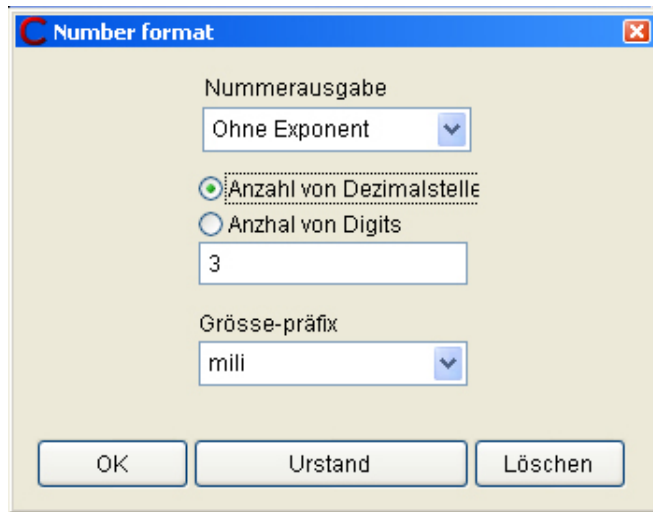 C Number format
Nummerausgabe
Ohne Exponent
Anzahl von Dezimalstelle
Anzhal von Digits
3
Grösse-präfix
mili
OK Urstand Löschen